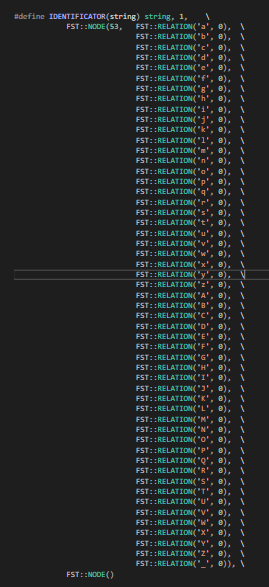 #define IDENTIFICATOR(string) string, 1, \
FST::NODE(53, FST::RELATION('a', 0), \
FST::RELATION('b', 0), \
FST::RELATION('c', 0), \
FST::RELATION('d', 0), \
FST::RELATION('e', 0), \
FST::RELATION('f', 0), \
FST::RELATION('g', 0), \
FST::RELATION('h', 0), \
FST::RELATION('i', 0), \
FST::RELATION('j', 0), \
FST::RELATION('k', 0), \
FST::RELATION('l', 0), \
FST::RELATION('m', 0), \
FST::RELATION('n', 0), \
FST::RELATION('o', 0), \
FST::RELATION('p', 0), \
FST::RELATION('q', 0), \
FST::RELATION('r', 0), \
FST::RELATION('s', 0), \
FST::RELATION('t', 0), \
FST::RELATION('u', 0), \
FST::RELATION('v', 0), \
FST::RELATION('w', 0), \
FST::RELATION('x', 0), \
FST::RELATION('y', 0), \
FST::RELATION('z', 0), \
FST::RELATION('A', 0), \
FST::RELATION('B', 0), \
FST::RELATION('C', 0), \
FST::RELATION('D', 0), \
FST::RELATION('E', 0), \
FST::RELATION('F', 0), \
FST::RELATION('G', 0), \
FST::RELATION('H', 0), \
FST::RELATION('I', 0), \
FST::RELATION('J', 0), \
FST::RELATION('K', 0), \
FST::RELATION('L', 0), \
FST::RELATION('M', 0), \
FST::RELATION('N', 0), \
FST::RELATION('O', 0), \
FST::RELATION('P', 0), \
FST::RELATION('Q', 0), \
FST::RELATION('R', 0), \
FST::RELATION('S', 0), \
FST::RELATION('T', 0), \
FST::RELATION('U', 0), \
FST::RELATION('V', 0), \
FST::RELATION('W', 0), \
FST::RELATION('X', 0), \
FST::RELATION('Y', 0), \
FST::RELATION('Z', 0), \
FST::RELATION('_', 0)), \
FST::NODE()